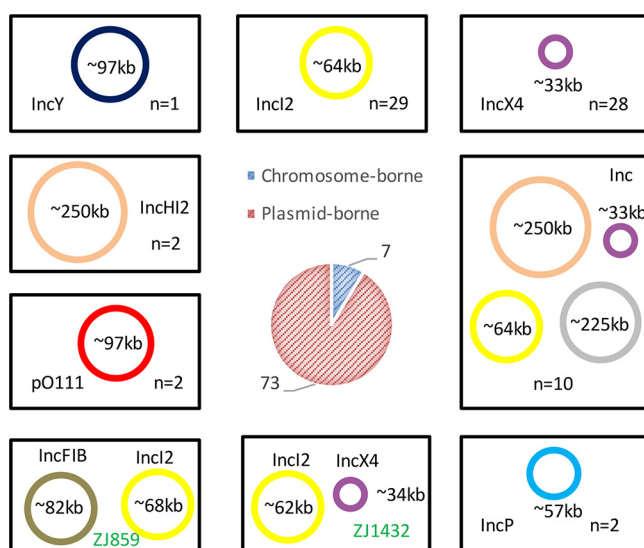 ~97kb
IncY
n=1
~64kb
IncI2
n=29
~33kb
IncX4
n=28
~250kb
IncHI2
n=2
Chromosome-borne
Plasmid-borne
7
73
Inc
~33kb
~250kb
~64kb
~225kb
n=10
~97kb
pO111
n=2
IncFIB
IncI2
~82kb
~68kb
ZJ859
IncI2
IncX4
~62kb
~34kb
ZJ1432
~57kb
IncP
n=2